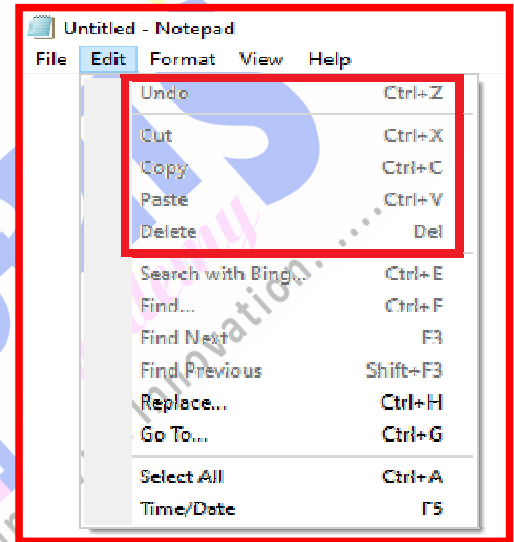 Untitled - Notepad
File Edit Format View Help
Undo Ctrl+Z
Cut Ctrl+X
Copy Ctrl+C
Paste Ctrl+V
Delete Del
Search with Bing... Ctrl+E
Find... Ctrl+F
Find Next F3
Find Previous Shift+F3
Replace... Ctrl+H
Go To... Ctrl+G
Select All Ctrl+A
Time/Date F5
Innovation......